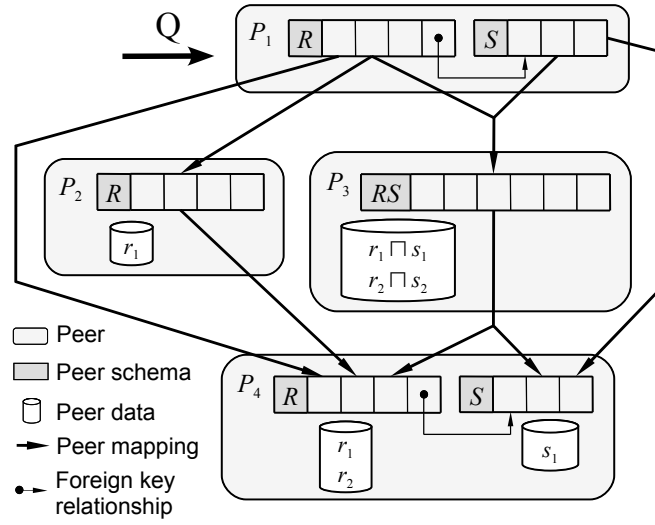 Q
P1 R S
P2 R
r1
P3 RS
r1 ⊓ s1
r2 ⊓ s2
P4 R S
r1
r2
s1
Peer
Peer schema
Peer data
Peer mapping
Foreign key
relationship